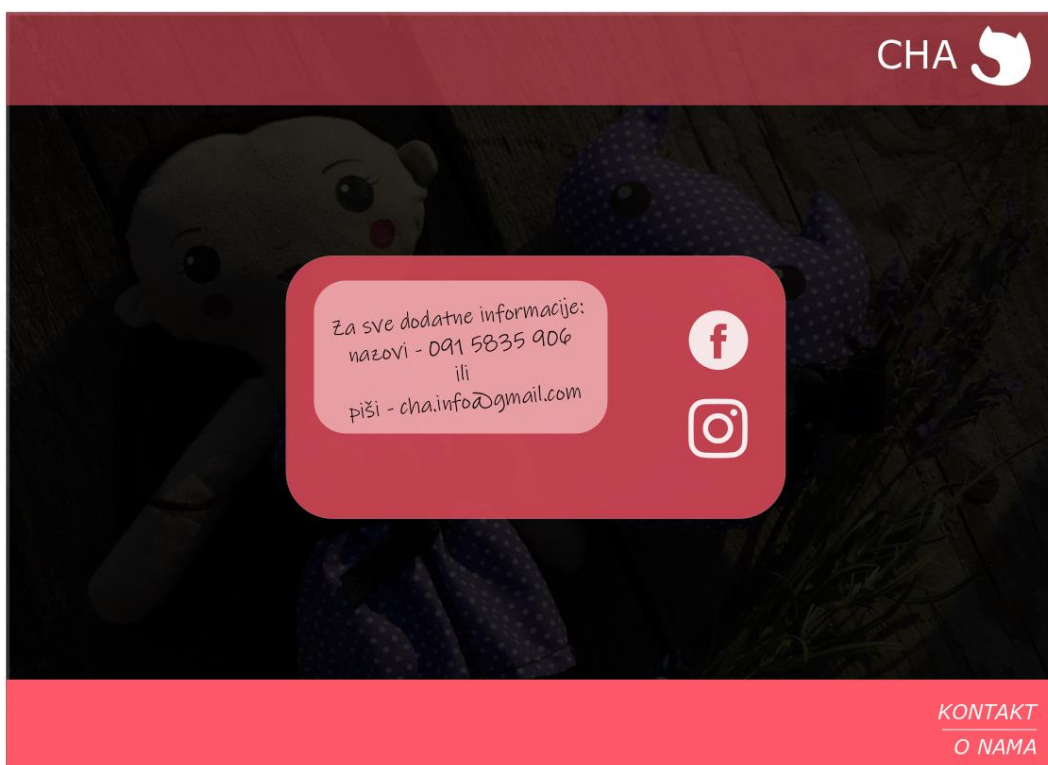 CHA
Za sve dodatne informacije:
nazovi - 091 5835 906
ili
piši - cha.info@gmail.com
KONTAKT
O NAMA